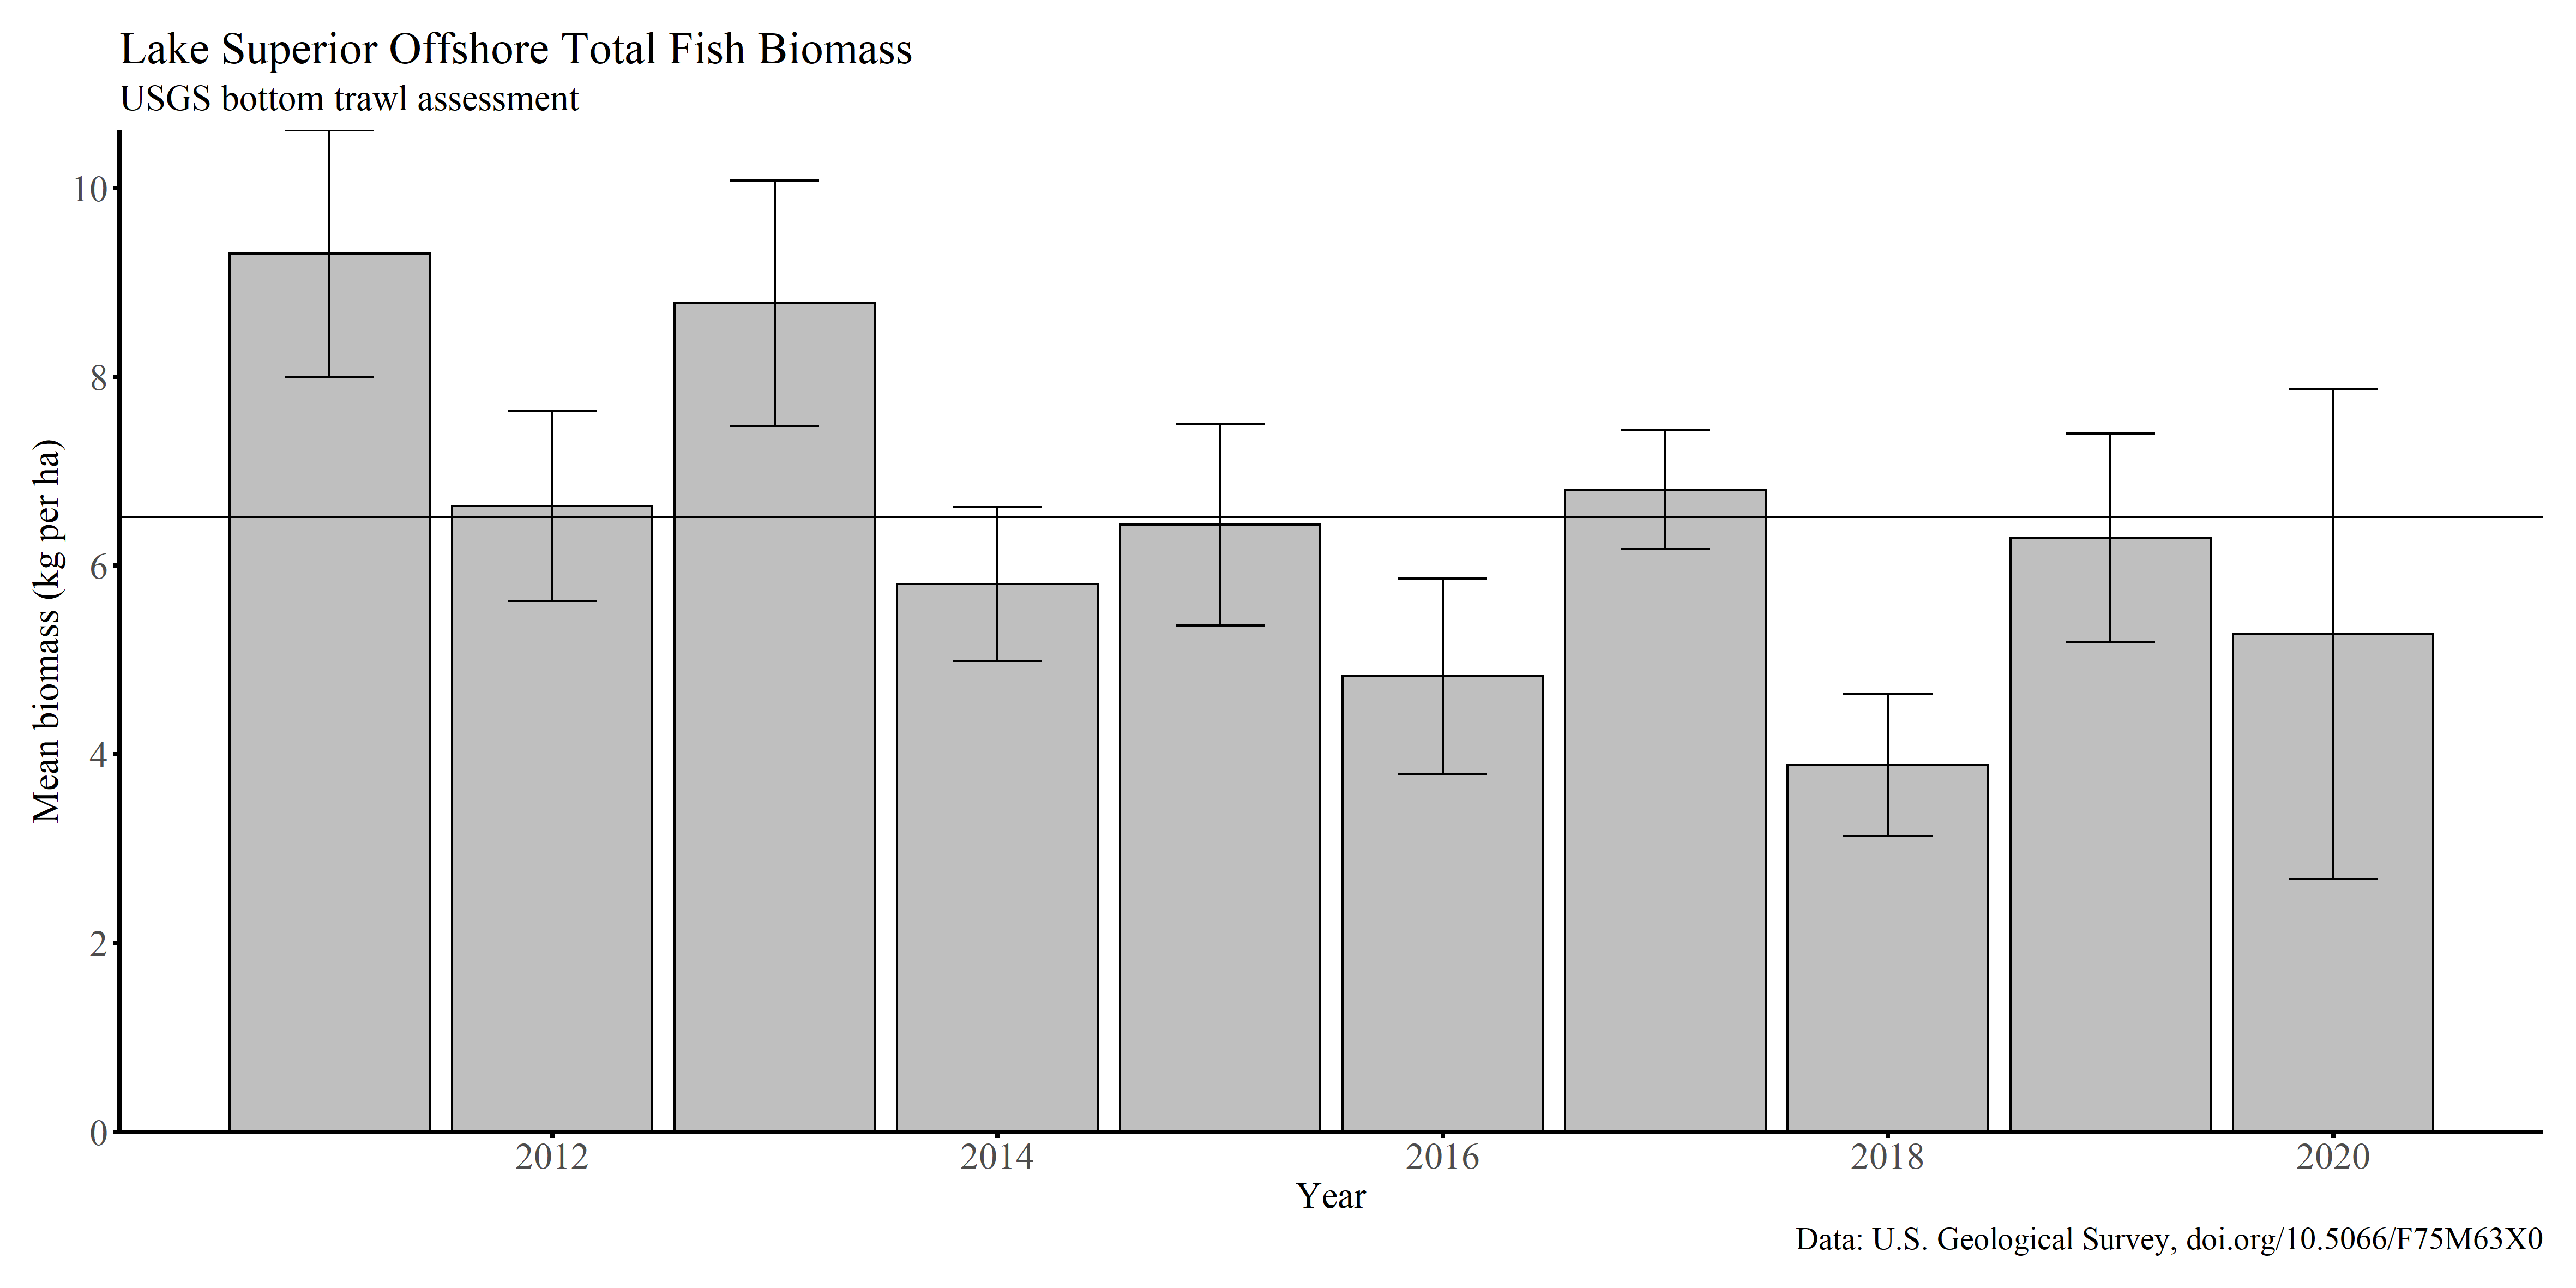 Lake Superior Offshore Total Fish Biomass
USGS bottom trawl assessment
Mean biomass (kg per ha)
10
8
6
4
2
0
2012 2014 2016 2018 2020
Year
Data: U.S. Geological Survey, doi.org/10.5066/F75M63X0